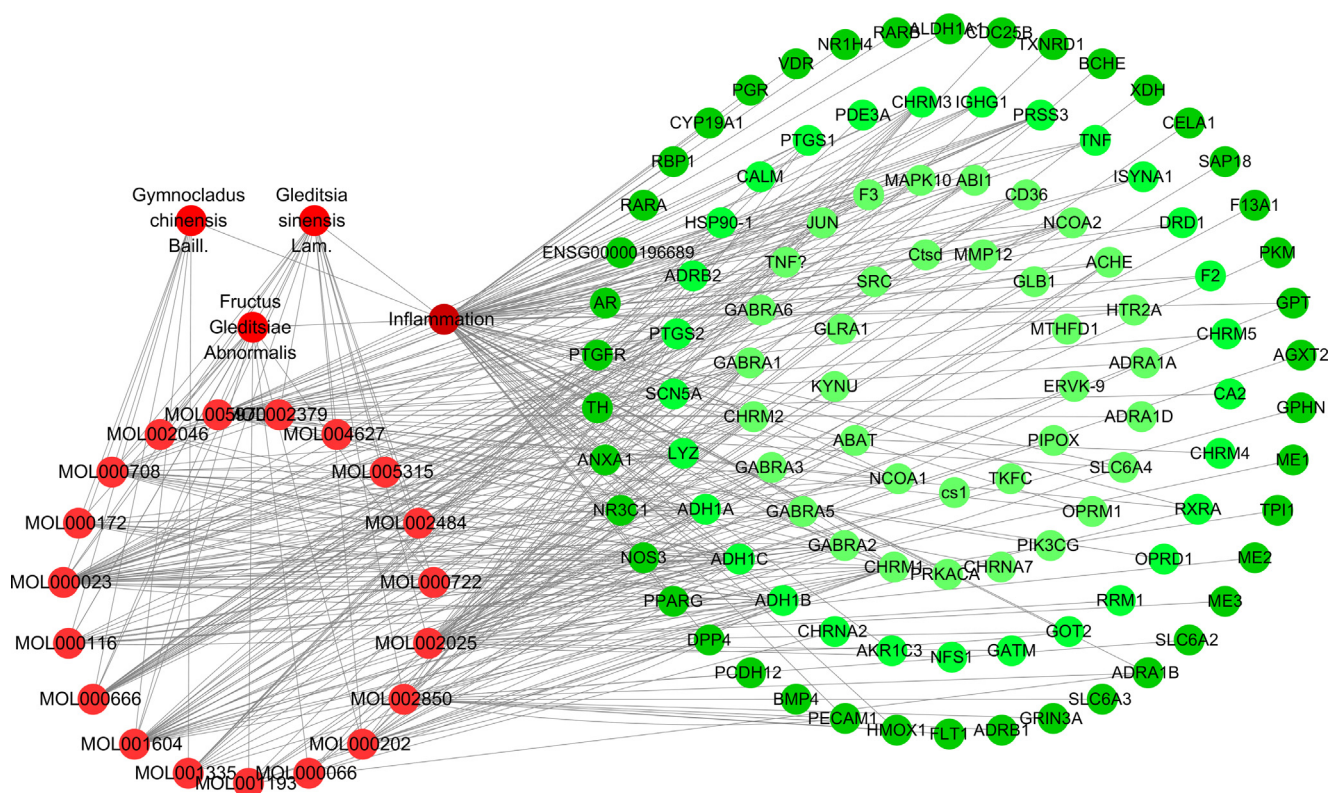 Gymnocladus
chinensis
Baill.
Gleditsia
sinensis
Lam.
Fructus
Gleditsiae
Abnormalis
Inflammation
MOL002379
MOL004627
MOL005315
MOL002484
MOL000722
MOL002025
MOL002850
MOL000202
MOL000066
MOL001193
MOL001335
MOL001604
MOL000666
MOL000116
MOL000023
MOL000172
MOL000708
MOL002046
ALDH1A1
CDC25B
TXNRD1
BCHE
XDH
CELA1
SAP18
F13A1
PKM
GPT
AGXT2
GPHN
ME1
TPI1
ME2
ME3
SLC6A2
ADRA1B
SLC6A3
GRIN3A
ADRB1
FLT1
HMOX1
PECAM1
BMP4
PCDH12
DPP4
PPARG
NOS3
NR3C1
ANXA1
TH
PTGFR
AR
ENSG00000196689
RARA
RBP1
CYP19A1
PGR
VDR
NR1H4
RARB
CHRM3
IGHG1
PRSS3
TNF
ISYNA1
DRD1
F2
CHRM5
CA2
CHRM4
RXRA
OPRD1
RRM1
GOT2
GATM
NFS1
AKR1C3
CHRNA2
ADH1B
ADH1C
ADH1A
LYZ
SCN5A
PTGS2
ADRB2
HSP90-1
CALM
PTGS1
PDE3A
MAPK10
ABI1
CD36
NCOA2
ACHE
HTR2A
ADRA1A
ADRA1D
SLC6A4
OPRM1
PIK3CG
CHRNA7
PRKACA
CHRM1
GABRA2
GABRA5
GABRA3
CHRM2
GABRA1
GABRA6
TNF?
JUN
F3
Ctsd
MMP12
GLB1
MTHFD1
ERVK-9
PIPOX
TKFC
cs1
NCOA1
ABAT
KYNU
GLRA1
SRC